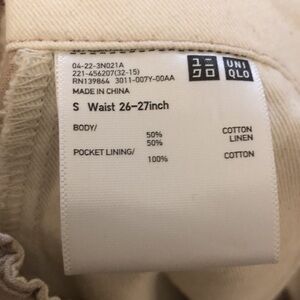 04-22-3N021A
221-456207(32-15)
RN139864 3011-007Y-00AA
MADE IN CHINA
ユニ
クロ
UNI
QLO
S Waist 26-27inch
BODY/
50% COTTON
50% LINEN
POCKET LINING/
100% COTTON